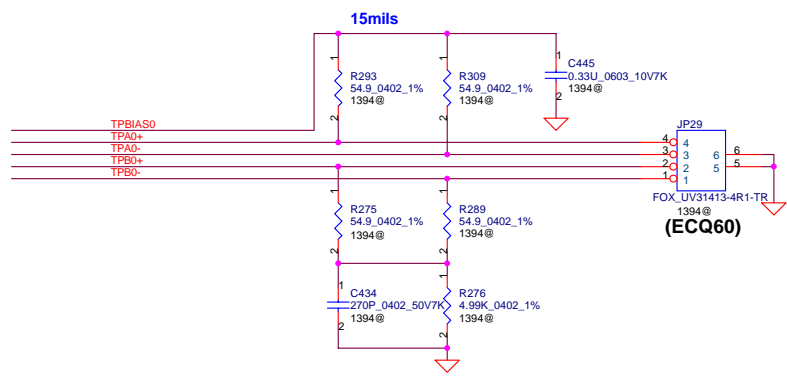 15mils
1
R293
54.9_0402_1%
1394@
2
1
R309
54.9_0402_1%
1394@
2
1
C445
0.33U_0603_10V7K
1394@
2
TPBIAS0
TPA0+
TPA0-
TPB0+
TPB0-
JP29
4 4
3 3 6 6
2 2 5 5
1 1
FOX_UV31413-4R1-TR
1394@
(ECQ60)
1
R275
54.9_0402_1%
1394@
2
1
R289
54.9_0402_1%
1394@
2
1
C434
270P_0402_50V7K
1394@
2
1
R276
4.99K_0402_1%
1394@
2